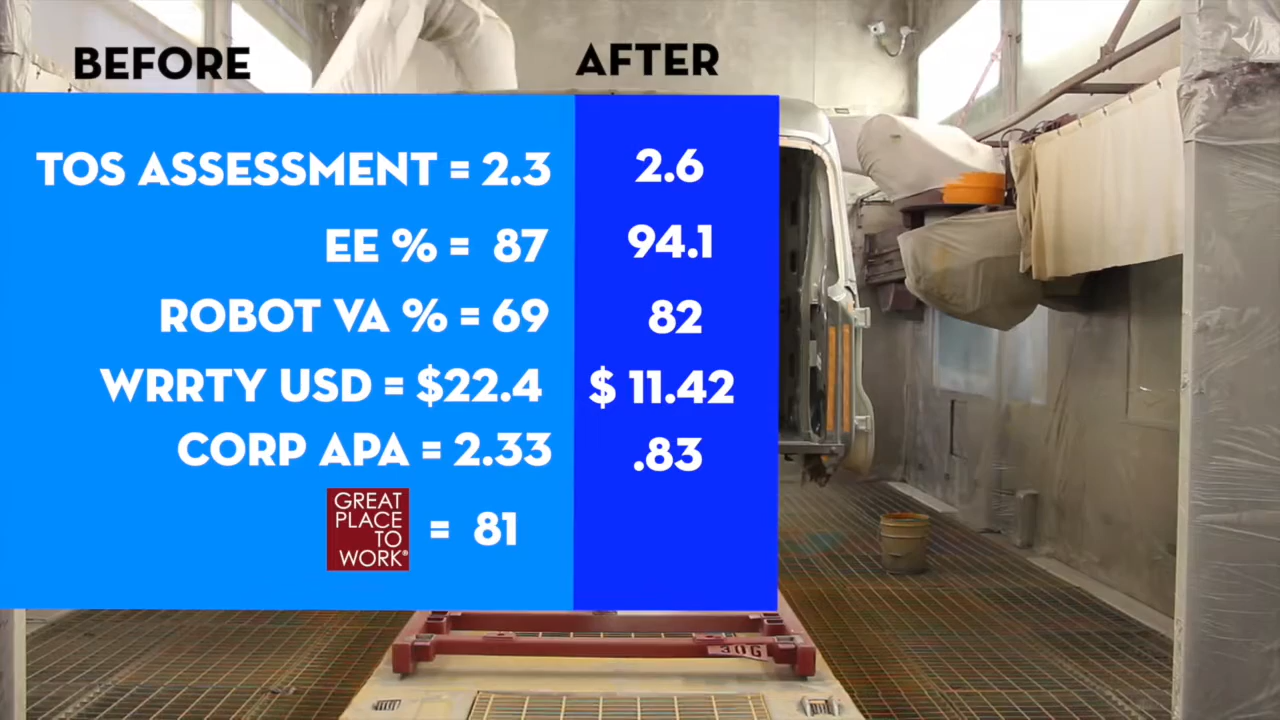 BEFORE AFTER
TOS ASSESSMENT = 2.3 2.6
EE % = 87 94.1
ROBOT VA % = 69 82
WRRTY USD = $22.4 $ 11.42
CORP APA = 2.33 .83
GREAT
PLACE
TO
WORK®
= 81
30G